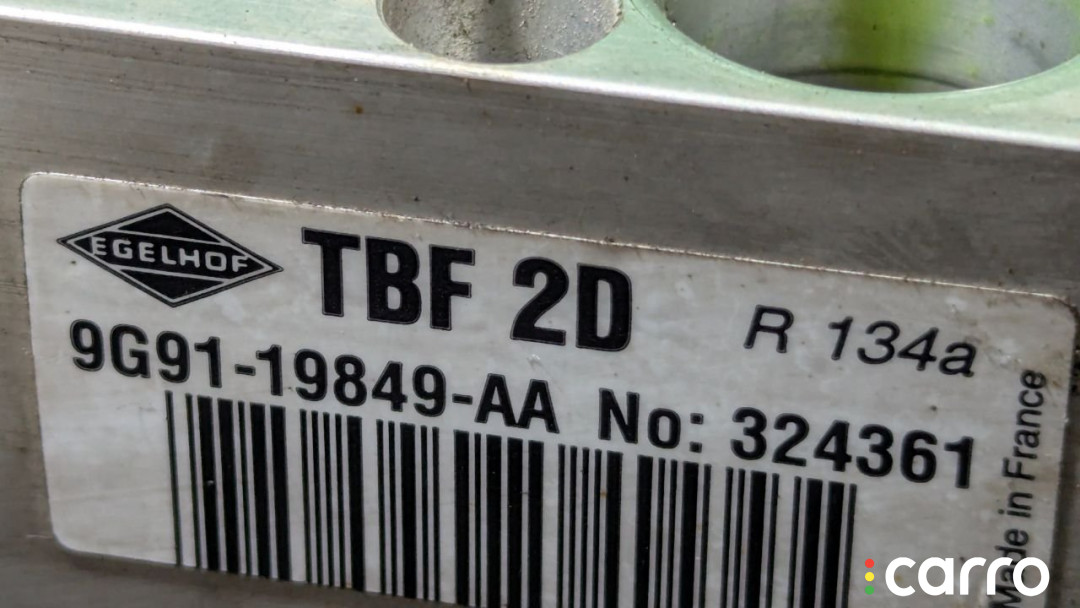 EGELHOF
TBF 2D
R 134a
9G91-19849-AA No: 324361
Made in France
carro